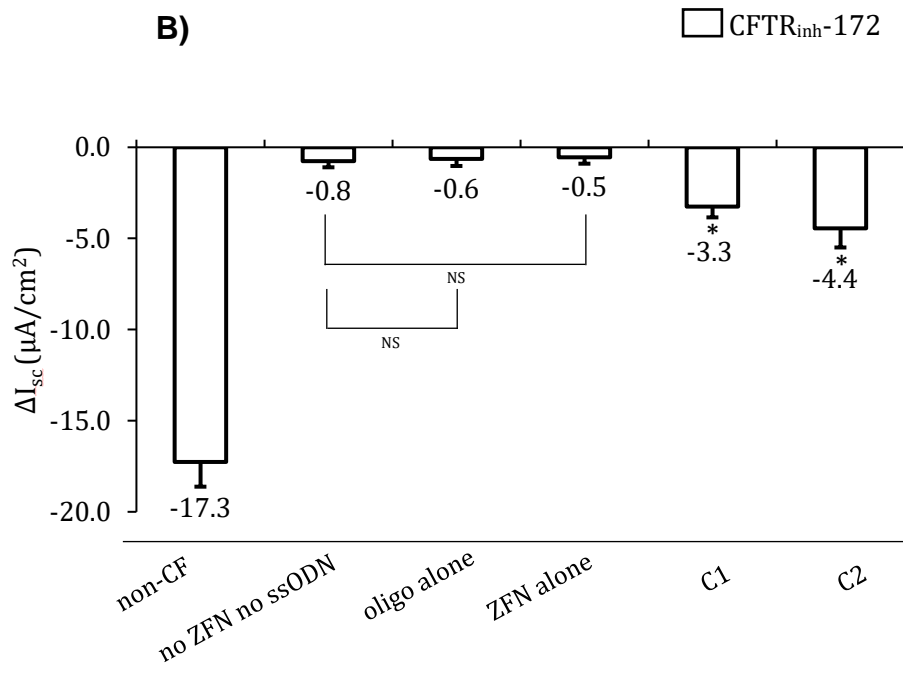 B)
CFTRinh-172
0.0
-5.0
-10.0
-15.0
-20.0
ΔIsc (μA/cm²)
-17.3
-0.8
-0.6
-0.5
*
-3.3
*
-4.4
NS
NS
non-CF
no ZFN no ssODN
oligo alone
ZFN alone
C1
C2